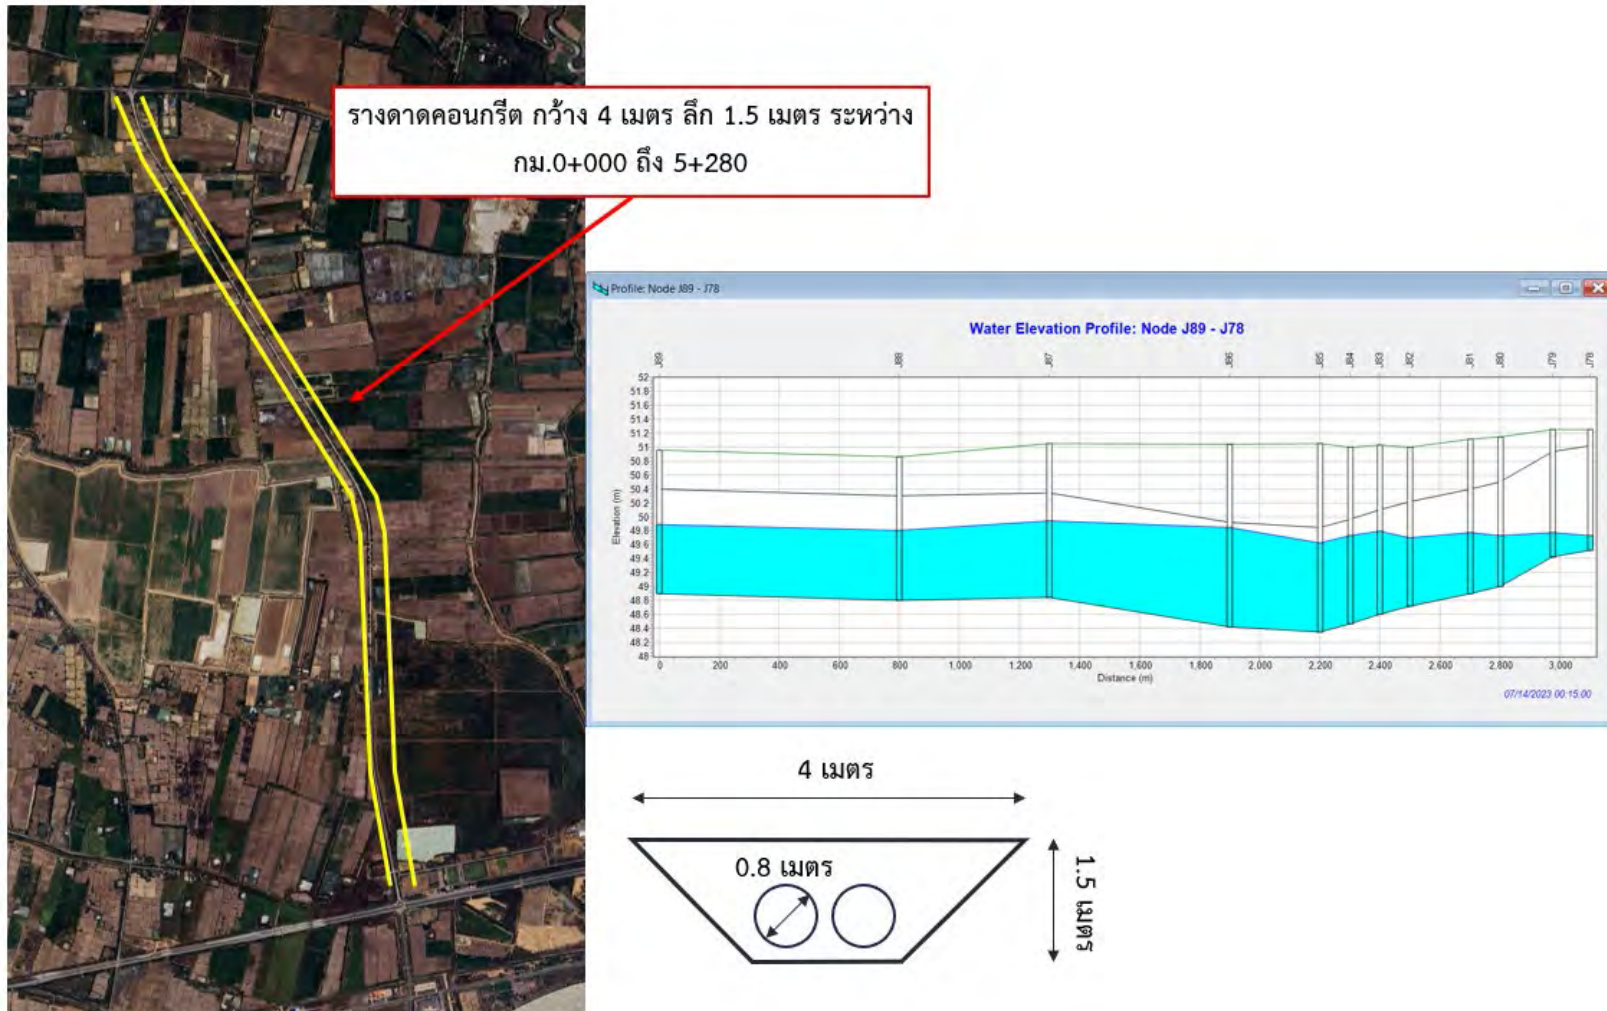 รางดาดคอนกรีต กว้าง 4 เมตร ลึก 1.5 เมตร ระหว่าง
กม.0+000 ถึง 5+280
Profile: Node J89 - J78
Water Elevation Profile: Node J89 - J78
J89 J88 J87 J86 J85 J84 J83 J82 J81 J80 J79 J78
52
51.8
51.6
51.4
51.2
51
50.8
50.6
50.4
50.2
50
49.8
49.6
49.4
49.2
49
48.8
48.6
48.4
48.2
48
Elevation (m)
0 200 400 600 800 1,000 1,200 1,400 1,600 1,800 2,000 2,200 2,400 2,600 2,800 3,000
Distance (m)
07/14/2023 00:15:00
4 เมตร
0.8 เมตร
1.5 เมตร